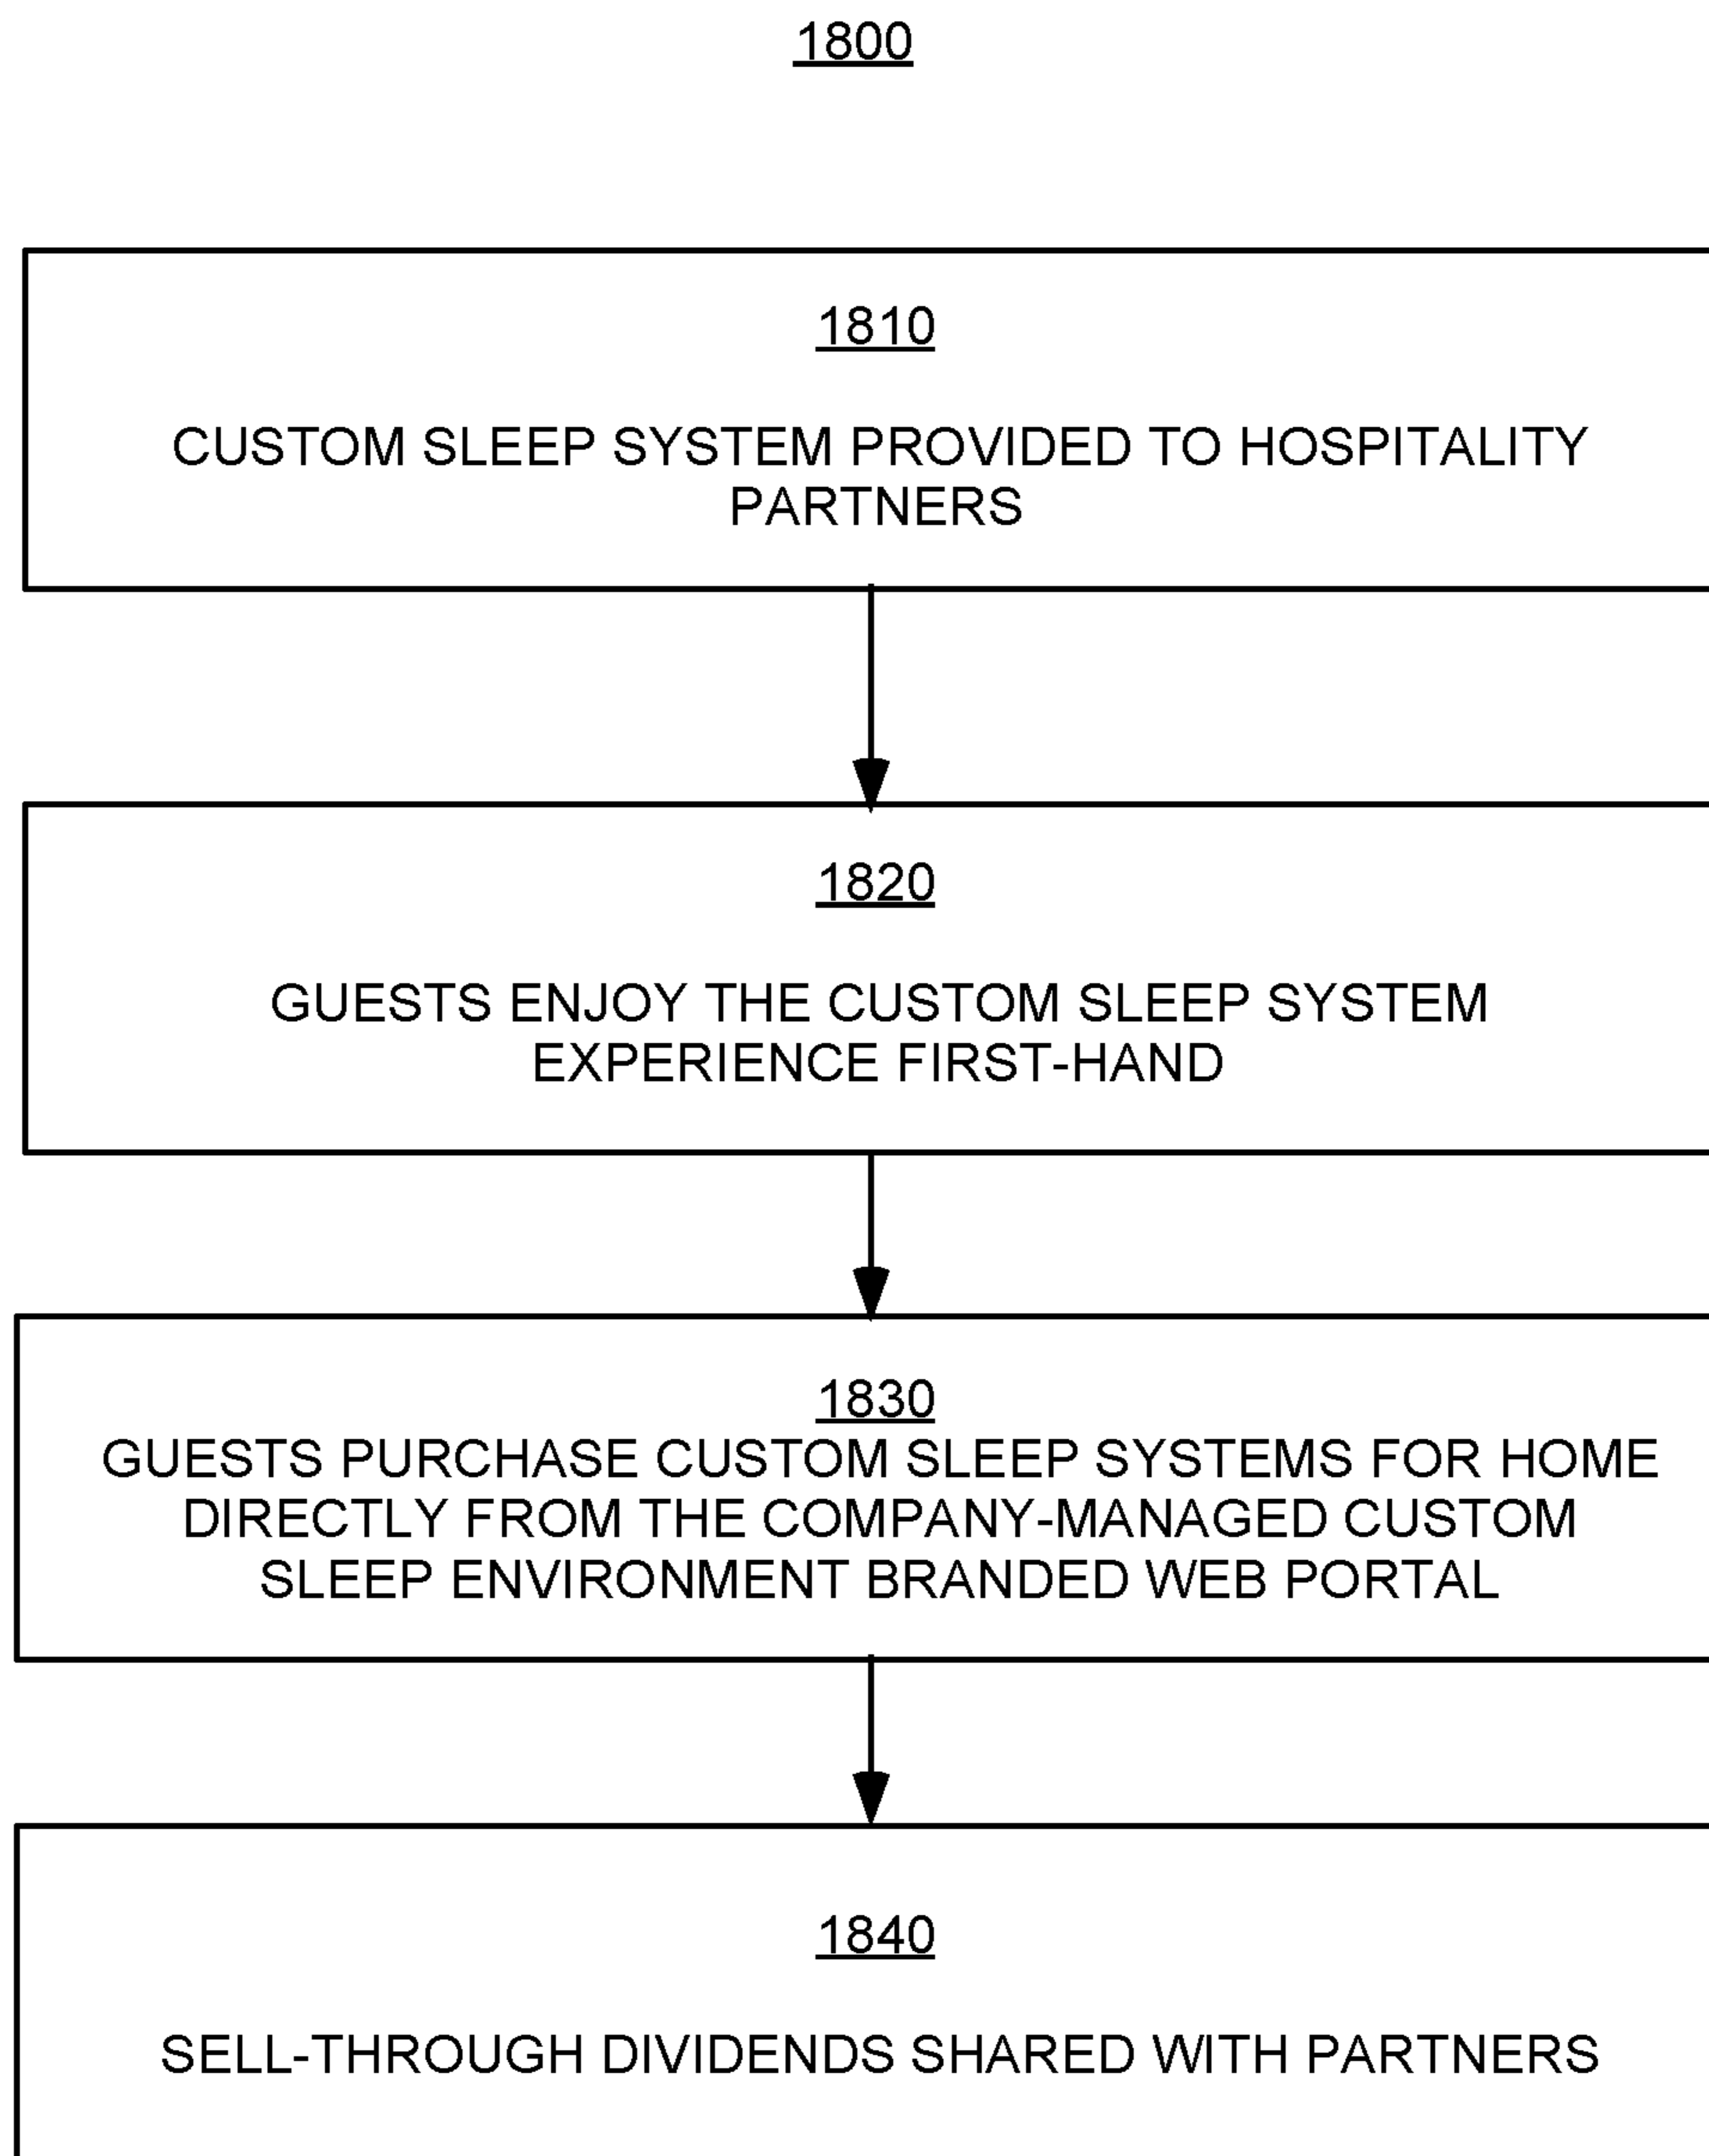 1800
1810
CUSTOM SLEEP SYSTEM PROVIDED TO HOSPITALITY
PARTNERS
1820
GUESTS ENJOY THE CUSTOM SLEEP SYSTEM
EXPERIENCE FIRST-HAND
1830
GUESTS PURCHASE CUSTOM SLEEP SYSTEMS FOR HOME
DIRECTLY FROM THE COMPANY-MANAGED CUSTOM
SLEEP ENVIRONMENT BRANDED WEB PORTAL
1840
SELL-THROUGH DIVIDENDS SHARED WITH PARTNERS